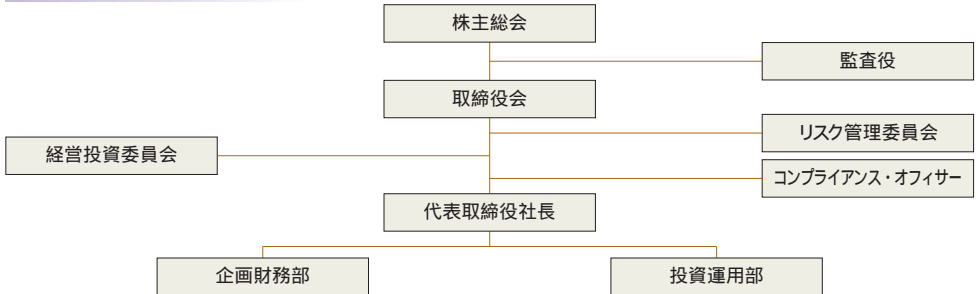 株主総会
監査役
取締役会
リスク管理委員会
経営投資委員会
コンプライアンス・オフィサー
代表取締役社長
企画財務部
投資運用部